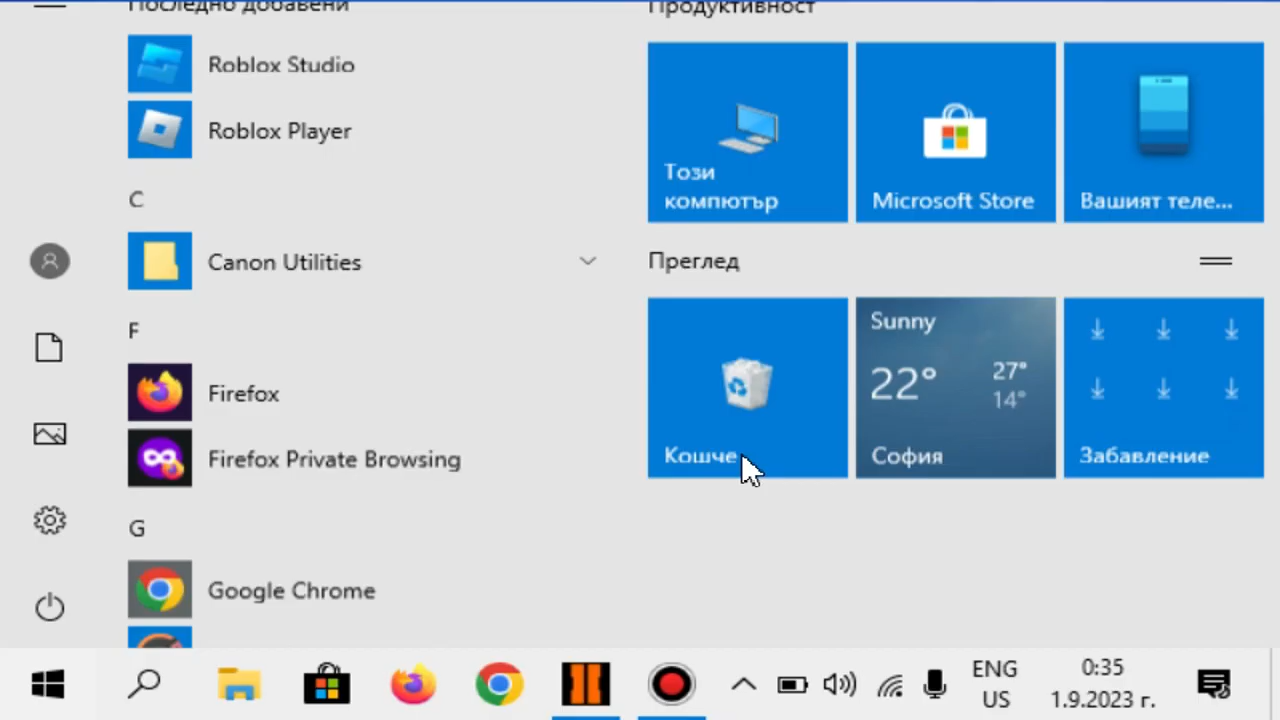 Последно добавени
Roblox Studio
Roblox Player
C
Canon Utilities
F
Firefox
Firefox Private Browsing
G
Google Chrome
Продуктивност
Този
компютър
Microsoft Store
Вашият теле...
Преглед
Кошче
Sunny
22°
27°
14°
София
Забавление
ENG
US
0:35
1.9.2023 г.